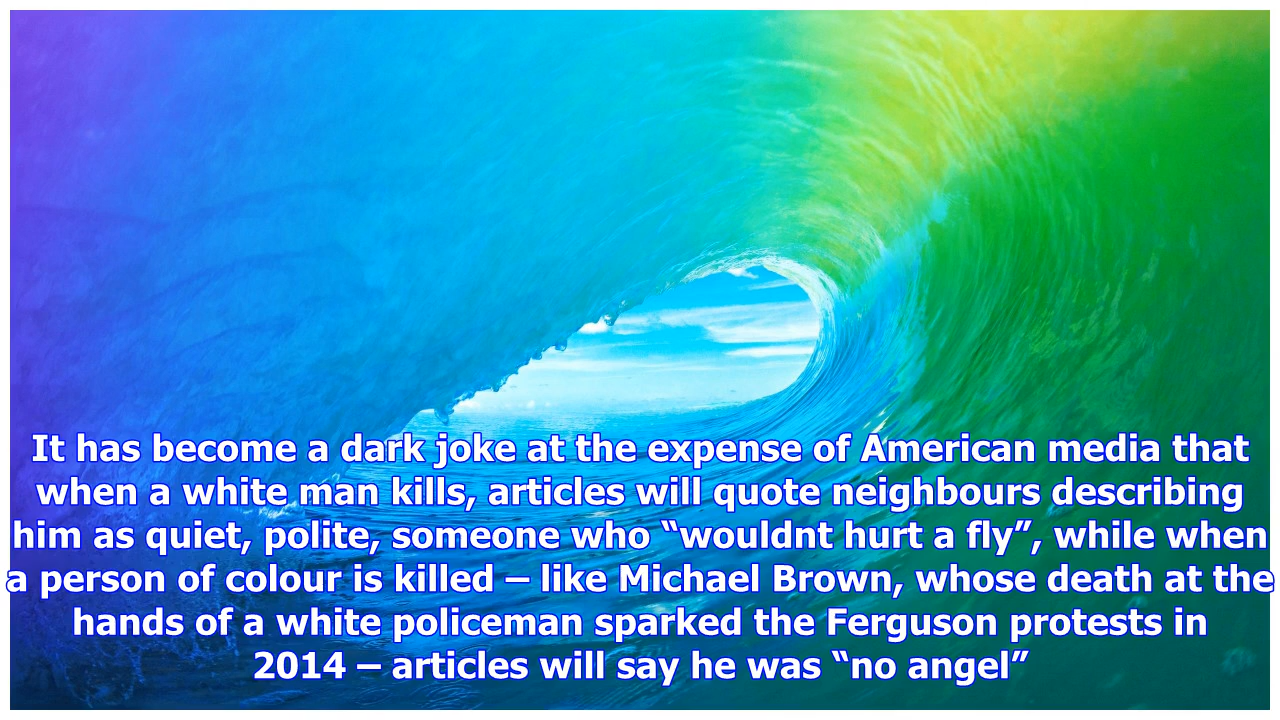 It has become a dark joke at the expense of American media that
when a white man kills, articles will quote neighbours describing
him as quiet, polite, someone who “wouldnt hurt a fly”, while when
a person of colour is killed – like Michael Brown, whose death at the
hands of a white policeman sparked the Ferguson protests in
2014 – articles will say he was “no angel”